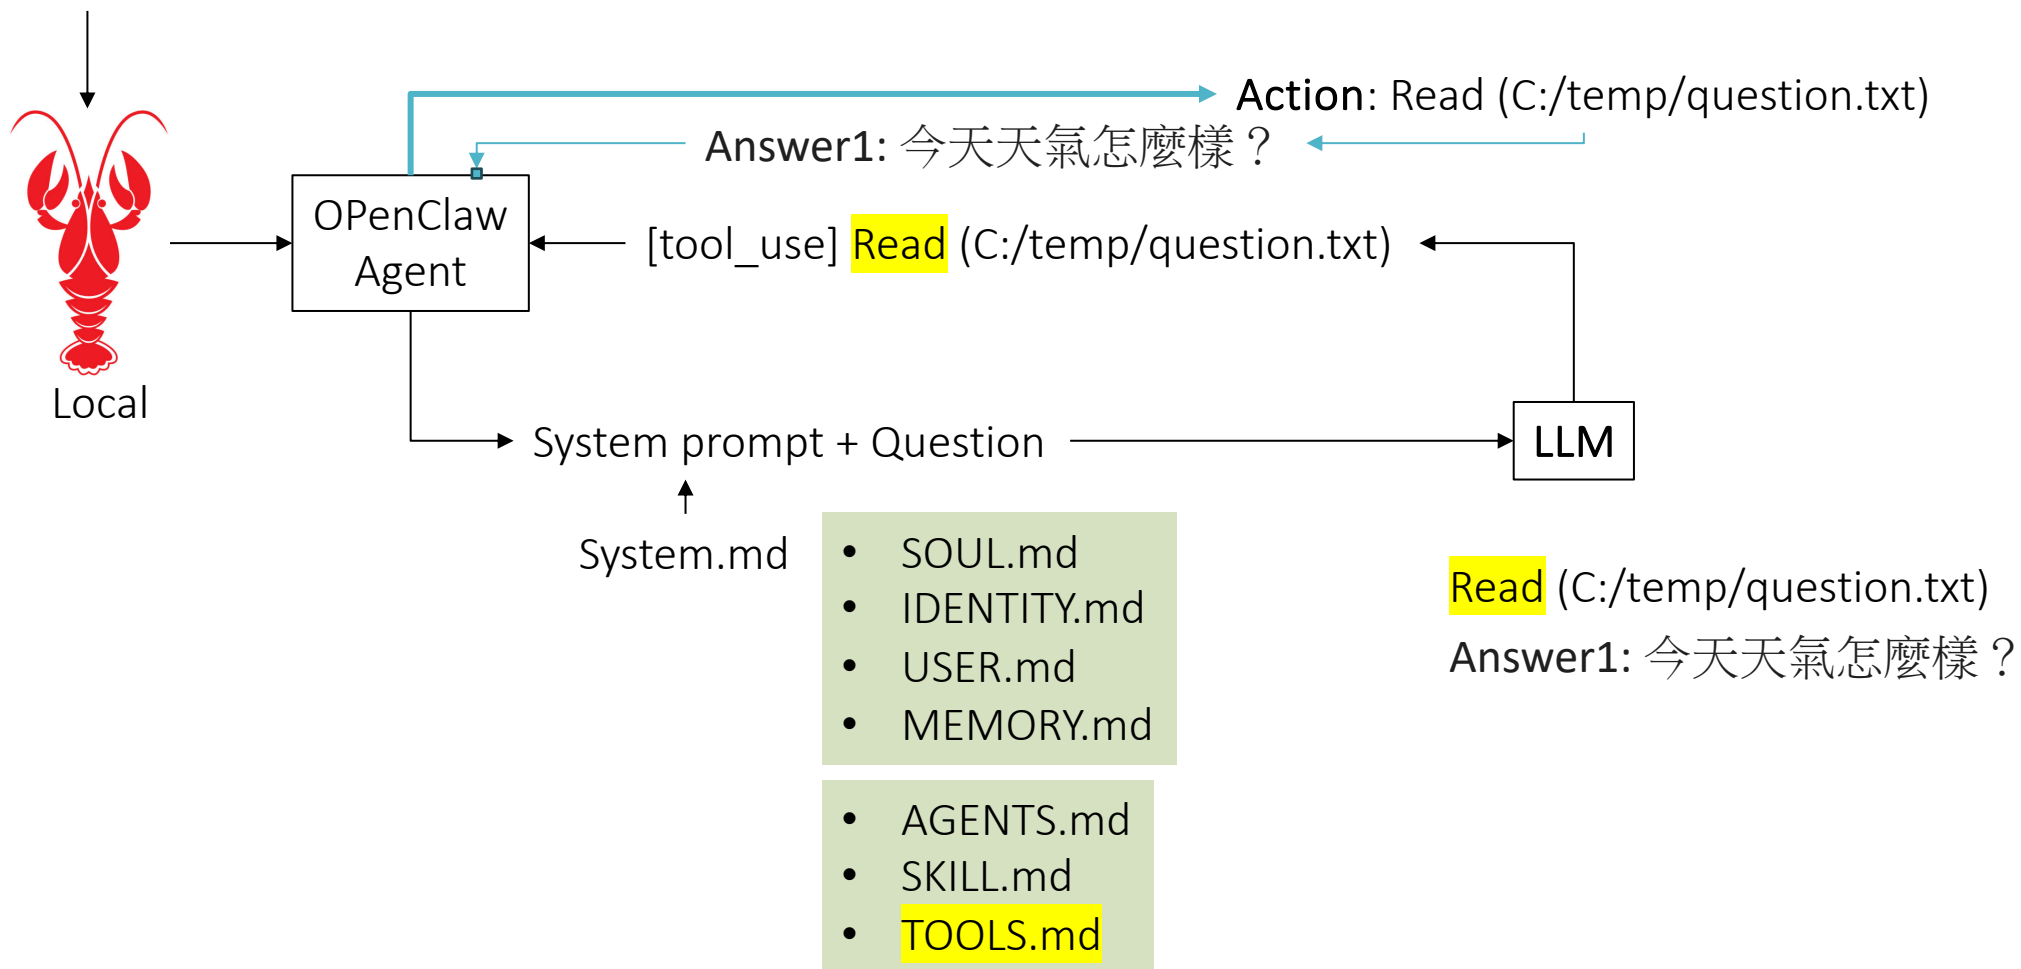 Action: Read (C:/temp/question.txt)
Answer1: 今天天氣怎麼樣？
OPenClaw
Agent
[tool_use] Read (C:/temp/question.txt)
Local
System prompt + Question
LLM
System.md
• SOUL.md
• IDENTITY.md
• USER.md
• MEMORY.md
Read (C:/temp/question.txt)
Answer1: 今天天氣怎麼樣？
• AGENTS.md
• SKILL.md
• TOOLS.md